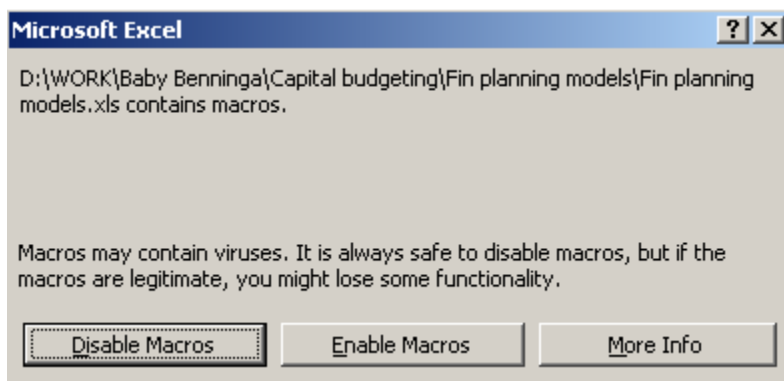 Microsoft Excel
D:\WORK\Baby Benninga\Capital budgeting\Fin planning models\Fin planning
models.xls contains macros.
Macros may contain viruses. It is always safe to disable macros, but if the
macros are legitimate, you might lose some functionality.
Disable Macros Enable Macros More Info